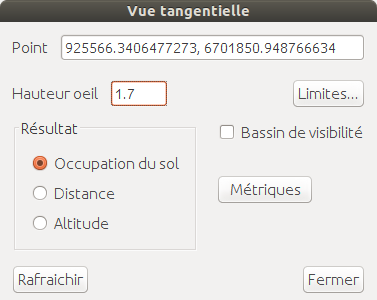 Vue tangentielle
Point 925566.3406477273, 6701850.948766634
Hauteur oeil 1.7 Limites...
Résultat
Bassin de visibilité
Occupation du sol
Distance
Métriques
Altitude
Rafraichir Fermer